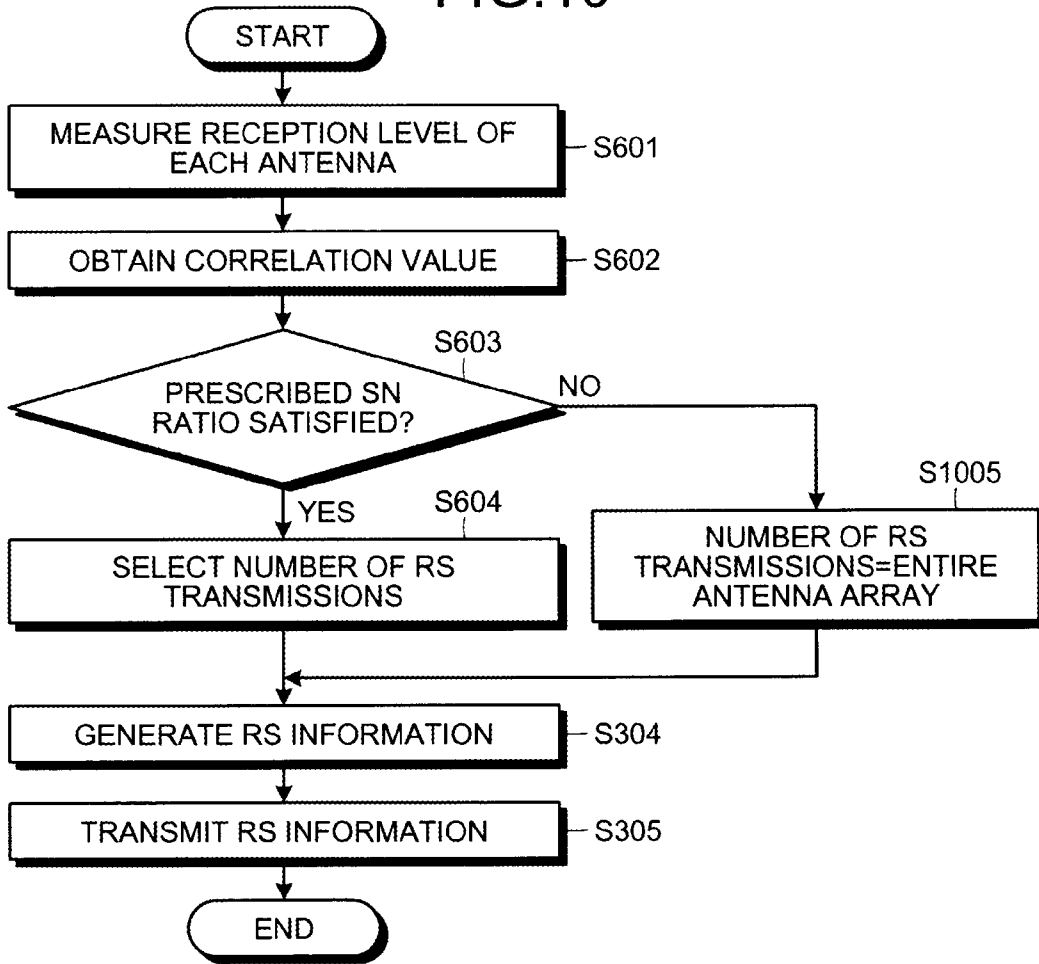 START
MEASURE RECEPTION LEVEL OF
EACH ANTENNA
S601
OBTAIN CORRELATION VALUE
S602
S603
PRESCRIBED SN
RATIO SATISFIED?
NO
YES
S604
SELECT NUMBER OF RS
TRANSMISSIONS
S1005
NUMBER OF RS
TRANSMISSIONS=ENTIRE
ANTENNA ARRAY
GENERATE RS INFORMATION
S304
TRANSMIT RS INFORMATION
S305
END